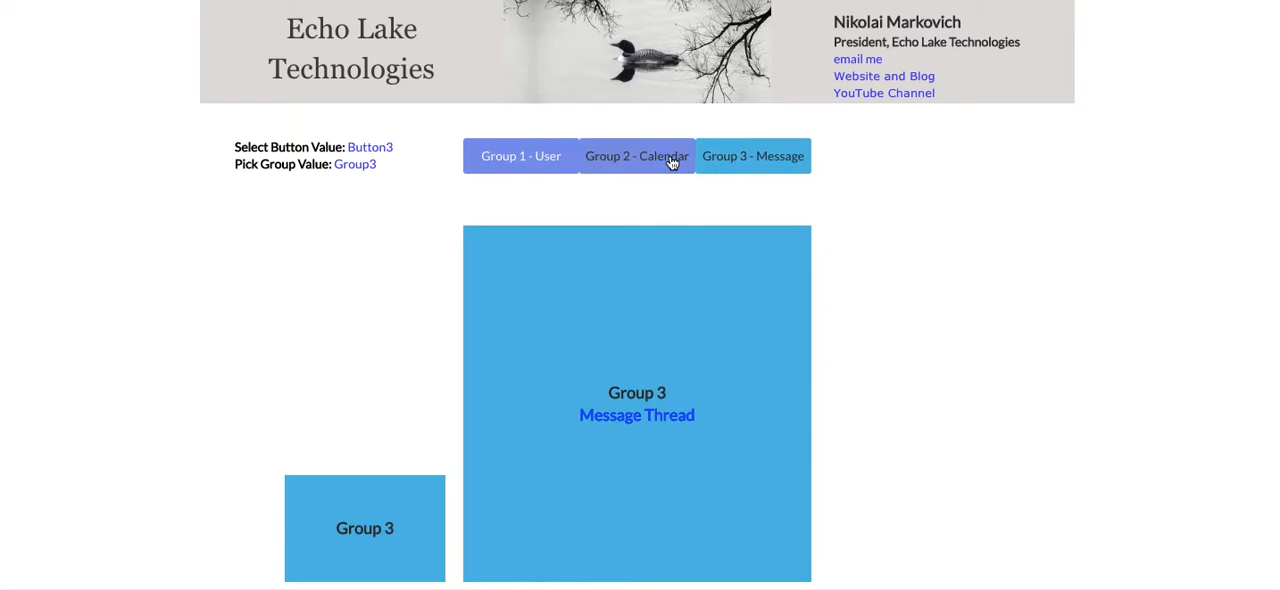 Echo Lake
Technologies
Nikolai Markovich
President, Echo Lake Technologies
email me
Website and Blog
YouTube Channel
Select Button Value: Button3
Pick Group Value: Group3
Group 1 - User
Group 2 - Calendar
Group 3 - Message
Group 3
Message Thread
Group 3